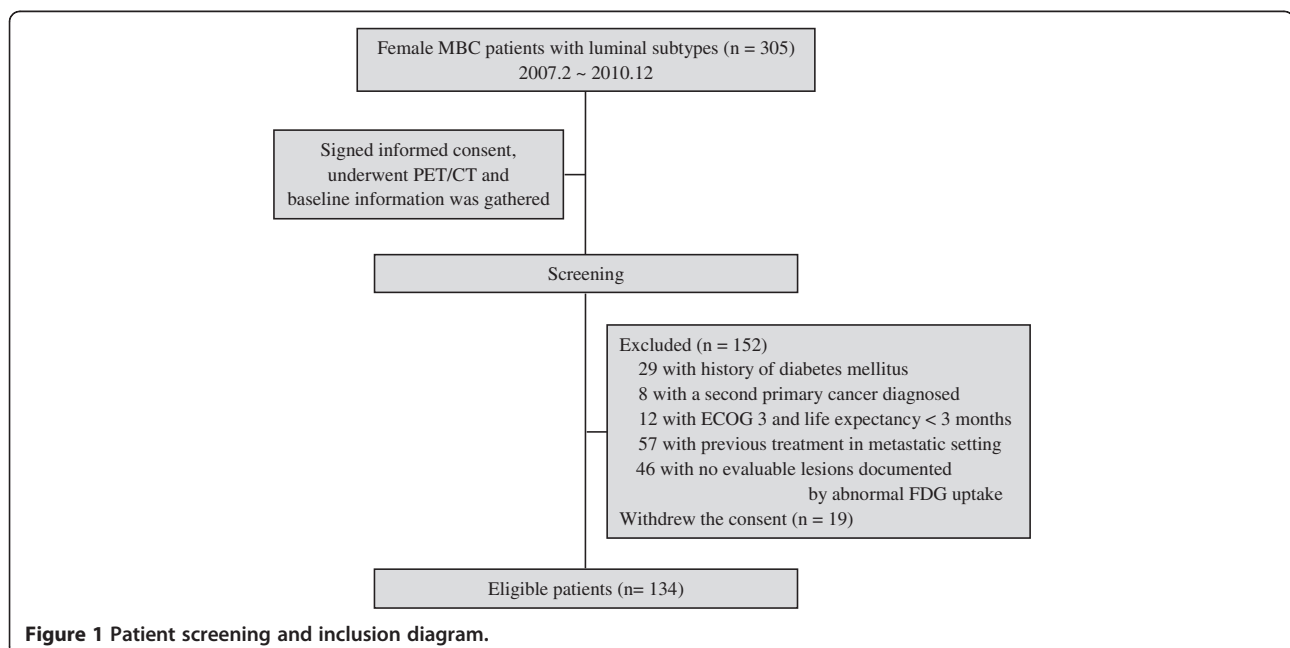 Female MBC patients with luminal subtypes (n = 305)
2007.2 ~ 2010.12
Signed informed consent,
underwent PET/CT and
baseline information was gathered
Screening
Excluded (n = 152)
29 with history of diabetes mellitus
8 with a second primary cancer diagnosed
12 with ECOG 3 and life expectancy < 3 months
57 with previous treatment in metastatic setting
46 with no evaluable lesions documented
by abnormal FDG uptake
Withdrew the consent (n = 19)
Eligible patients (n= 134)
Figure 1 Patient screening and inclusion diagram.